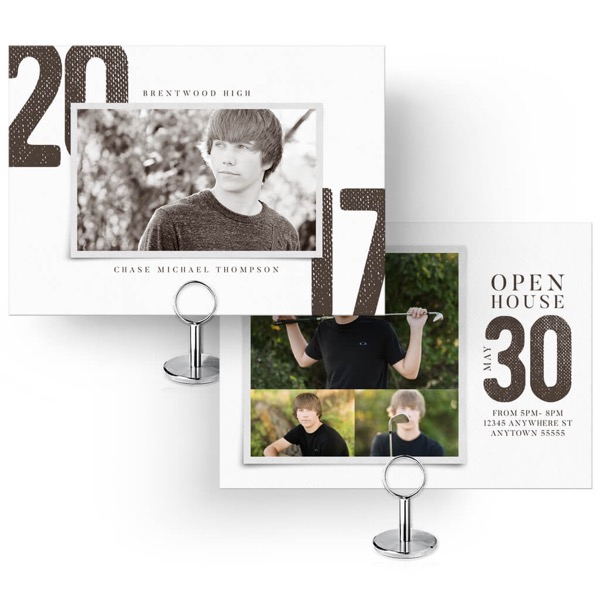 20
BRENTWOOD HIGH
17
CHASE MICHAEL THOMPSON
OPEN
HOUSE
MAY
30
FROM 5PM- 8PM
12345 ANYWHERE ST
ANYTOWN 55555